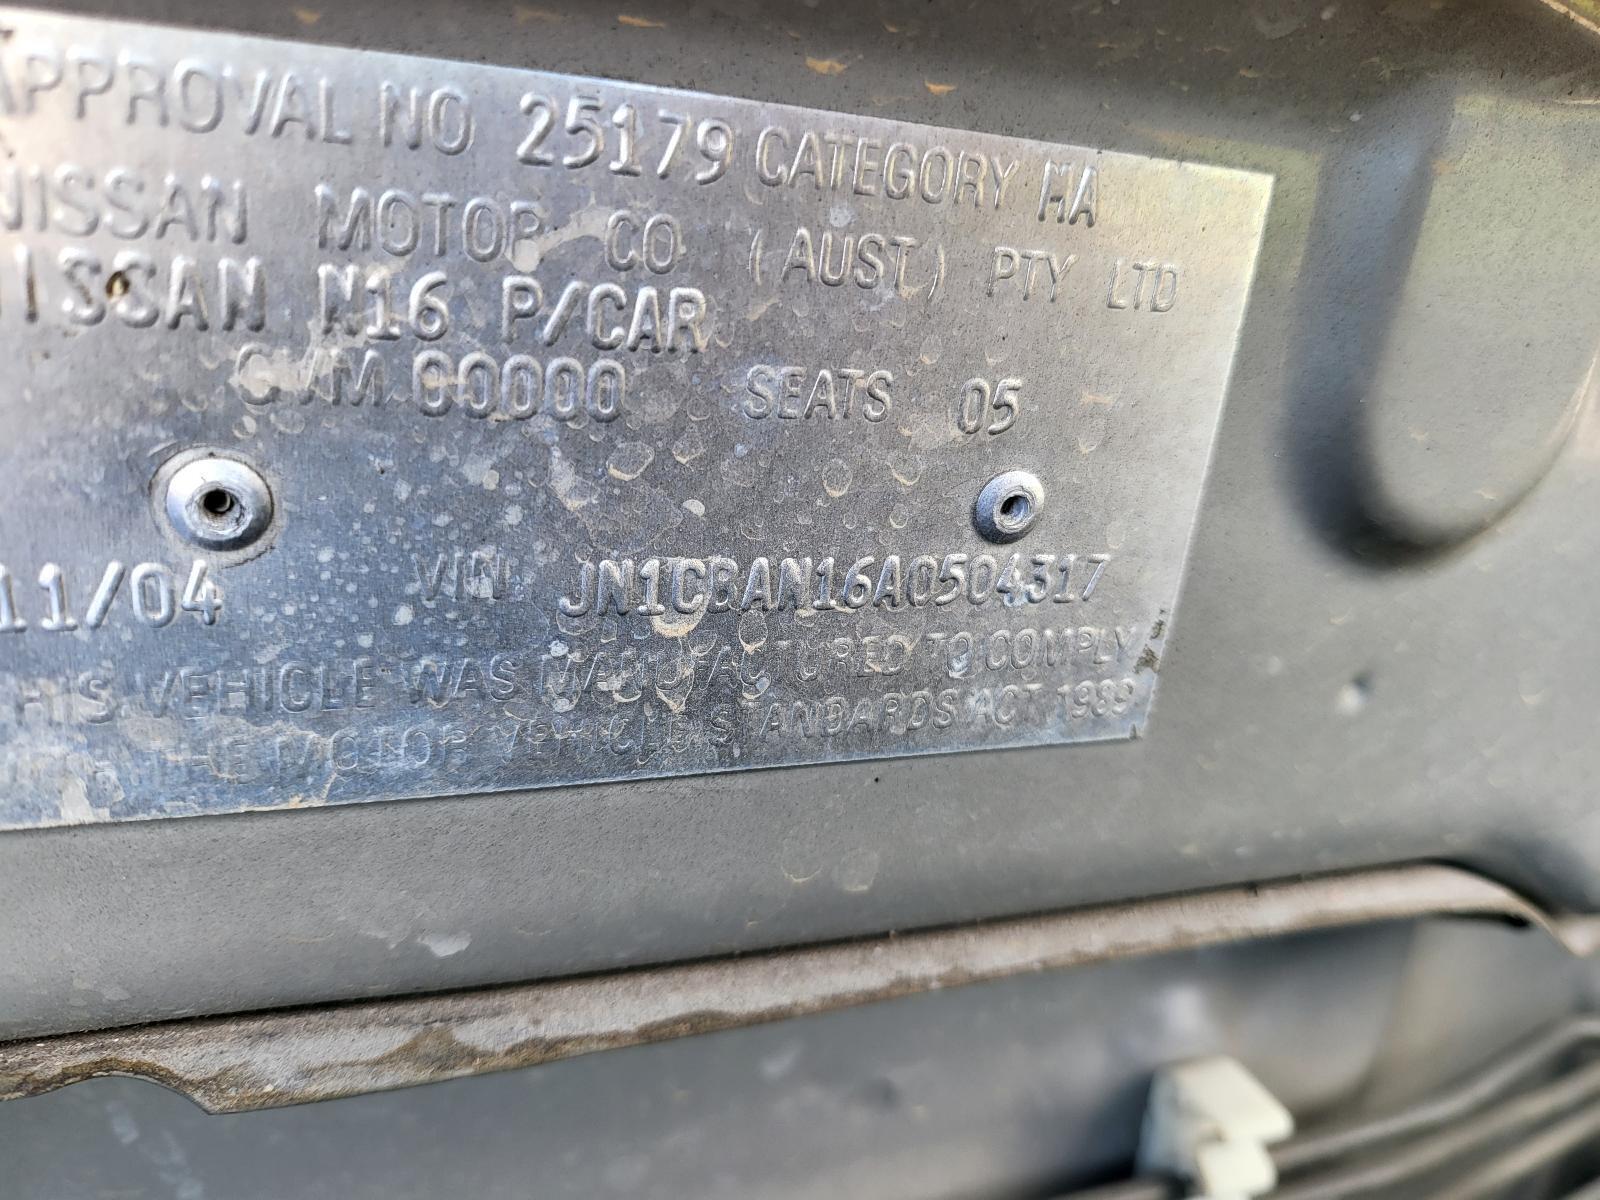 APPROVAL NO 25179 CATEGORY MA
NISSAN MOTOR CO (AUST) PTY LTD
NISSAN N16 P/CAR
GVM 00000 SEATS 05
11/04 VIN JN1CBAN16A0504317
THIS VEHICLE WAS MANUFACTURED TO COMPLY
THE MOTOR VEHICLE STANDARDS ACT 1989